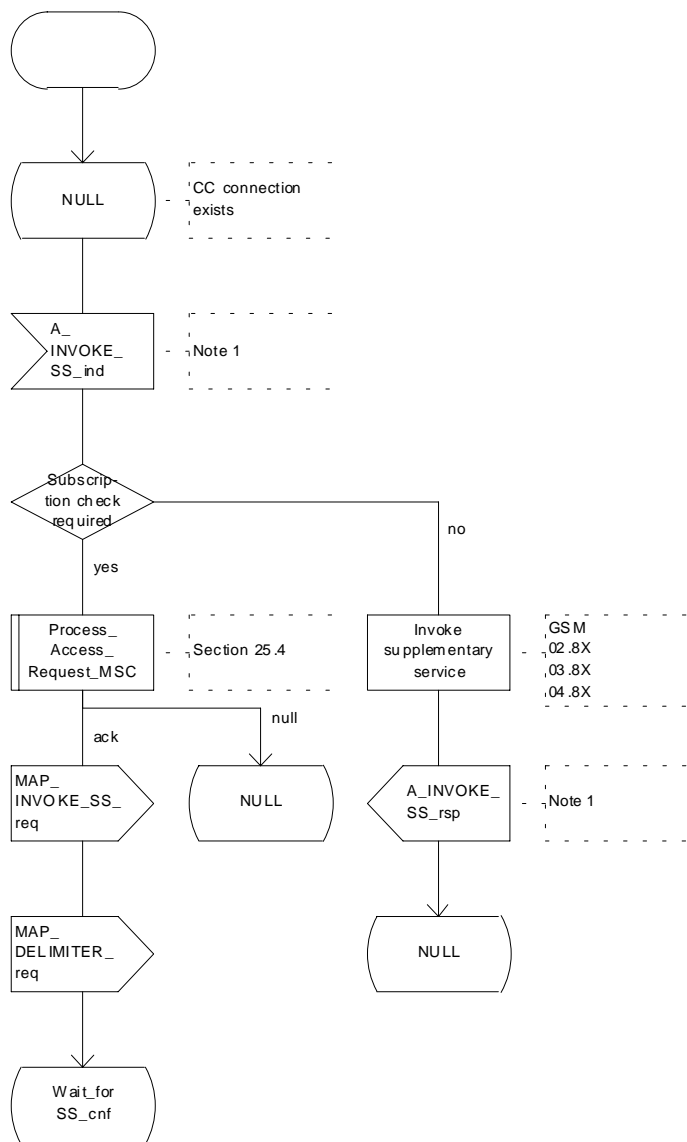 NULL
CC connection
exists
A_
INVOKE_
SS_ind
Note 1
Subscrip-
tion check
required
no
yes
Process_
Access_
Request_MSC
Section 25.4
Invoke
supplementary
service
GSM
02.8X
03.8X
04.8X
null
ack
MAP_
INVOKE_SS_
req
NULL
A_INVOKE_
SS_rsp
Note 1
MAP_
DELIMITER_
req
NULL
Wait_for
SS_cnf